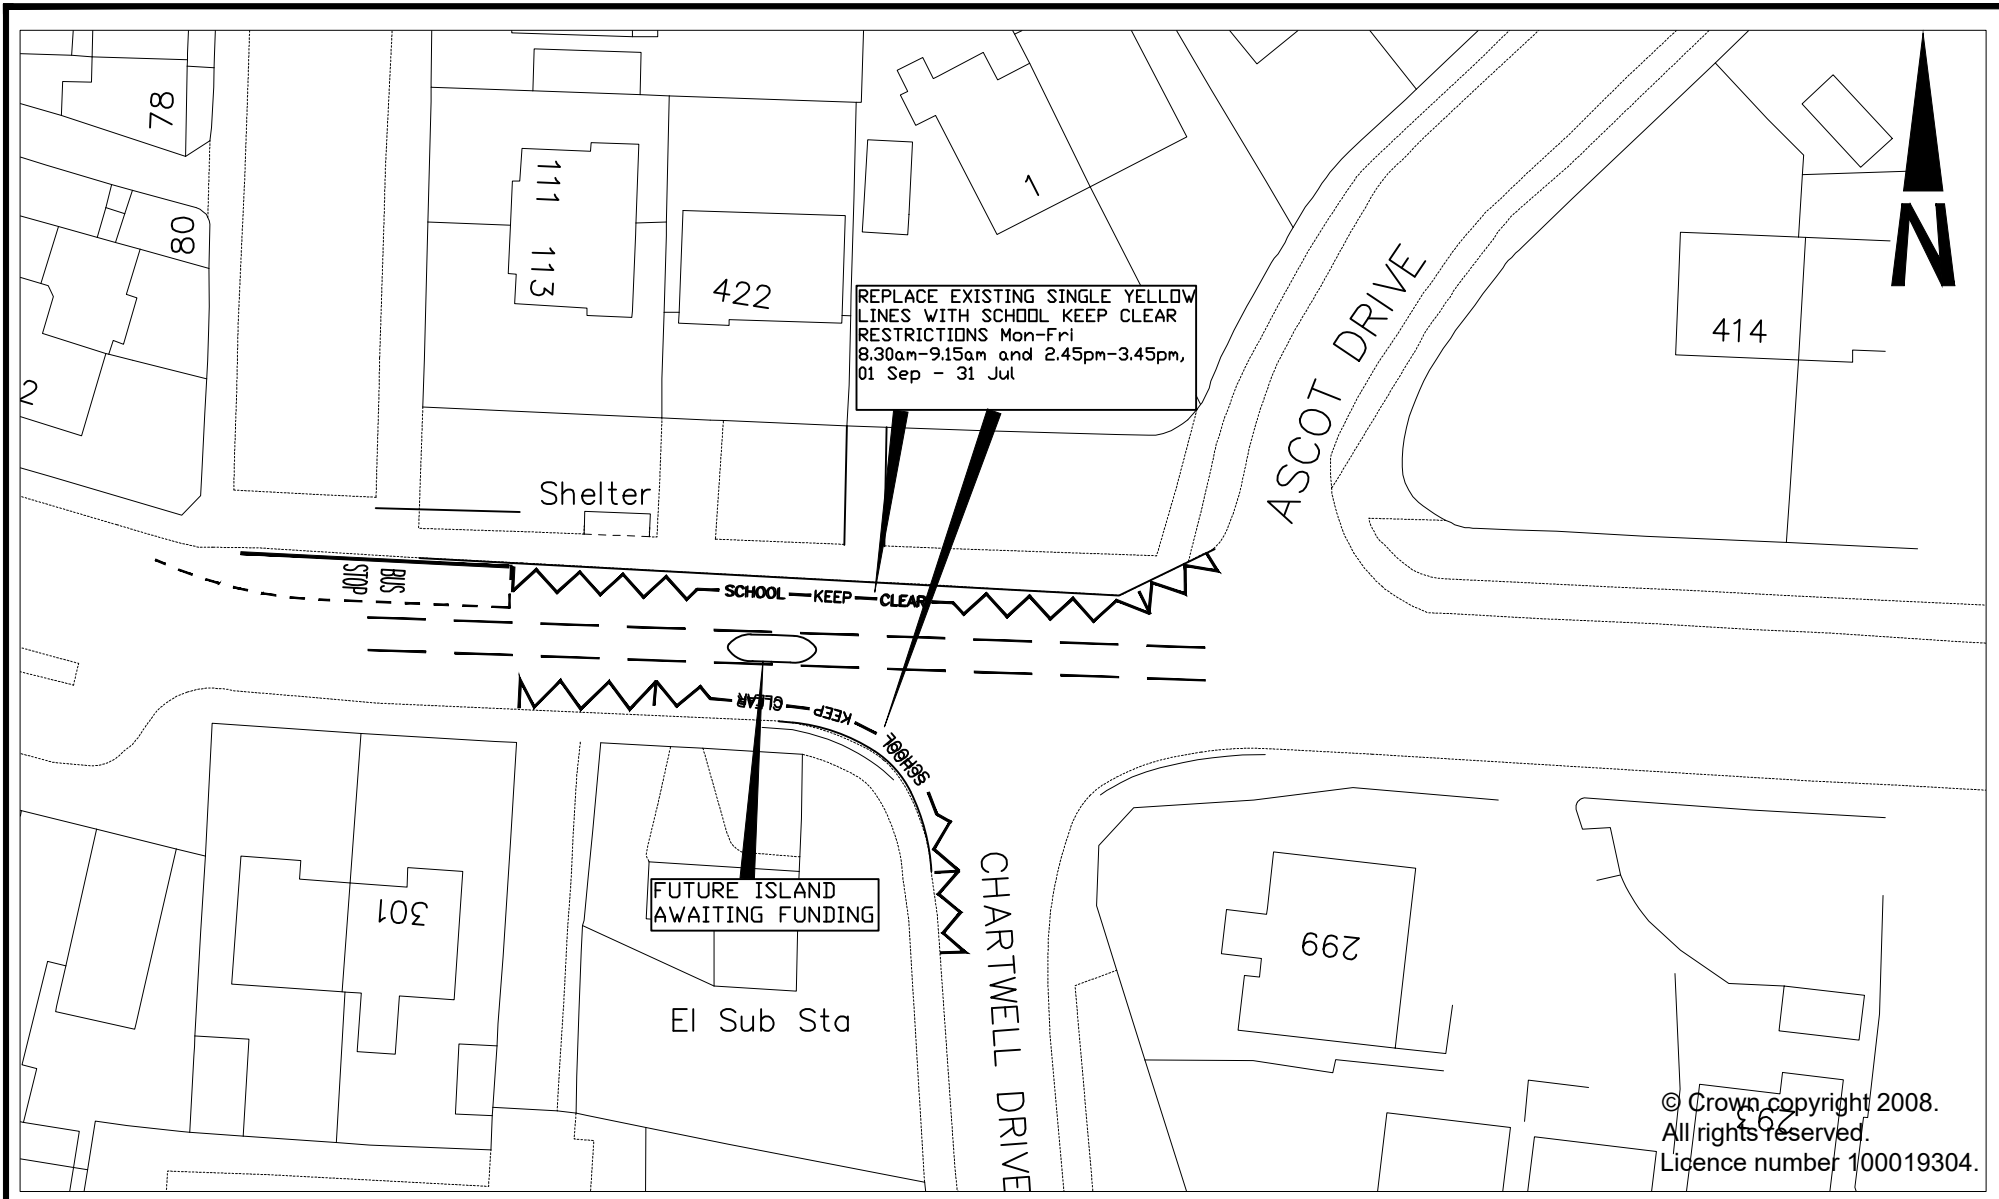 78
80
2
111
113
422
1
N
414
REPLACE EXISTING SINGLE YELLOW
LINES WITH SCHOOL KEEP CLEAR
RESTRICTIONS Mon-Fri
8.30am-9.15am and 2.45pm-3.45pm,
01 Sep - 31 Jul
ASCOT DRIVE
Shelter
BUS
STOP
SCHOOL KEEP CLEAR
SCHOOL KEEP CLEAR
FUTURE ISLAND
AWAITING FUNDING
301
El Sub Sta
CHARTWELL DRIVE
299
293
© Crown copyright 2008.
All rights reserved.
Licence number 100019304.